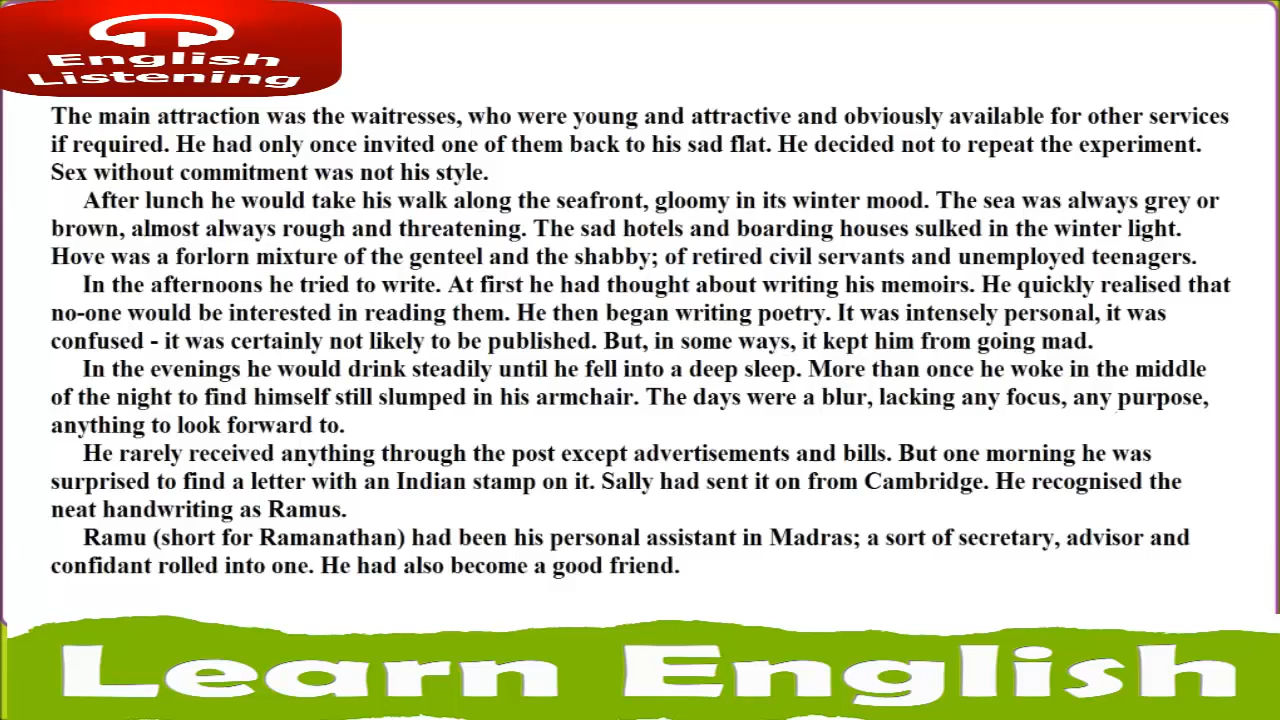 English
Listening
The main attraction was the waitresses, who were young and attractive and obviously available for other services
if required. He had only once invited one of them back to his sad flat. He decided not to repeat the experiment.
Sex without commitment was not his style.
After lunch he would take his walk along the seafront, gloomy in its winter mood. The sea was always grey or
brown, almost always rough and threatening. The sad hotels and boarding houses sulked in the winter light.
Hove was a forlorn mixture of the genteel and the shabby; of retired civil servants and unemployed teenagers.
In the afternoons he tried to write. At first he had thought about writing his memoirs. He quickly realised that
no-one would be interested in reading them. He then began writing poetry. It was intensely personal, it was
confused - it was certainly not likely to be published. But, in some ways, it kept him from going mad.
In the evenings he would drink steadily until he fell into a deep sleep. More than once he woke in the middle
of the night to find himself still slumped in his armchair. The days were a blur, lacking any focus, any purpose,
anything to look forward to.
He rarely received anything through the post except advertisements and bills. But one morning he was
surprised to find a letter with an Indian stamp on it. Sally had sent it on from Cambridge. He recognised the
neat handwriting as Ramus.
Ramu (short for Ramanathan) had been his personal assistant in Madras; a sort of secretary, advisor and
confidant rolled into one. He had also become a good friend.
Learn English